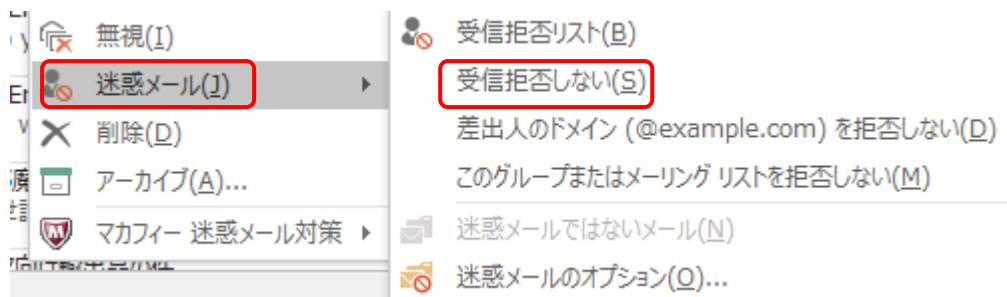 無視(I)
迷惑メール(J)
削除(D)
アーカイブ(A)...
マカフィー 迷惑メール対策
受信拒否リスト(B)
受信拒否しない(S)
差出人のドメイン (@example.com) を拒否しない(D)
このグループまたはメーリング リストを拒否しない(M)
迷惑メールではないメール(N)
迷惑メールのオプション(O)...